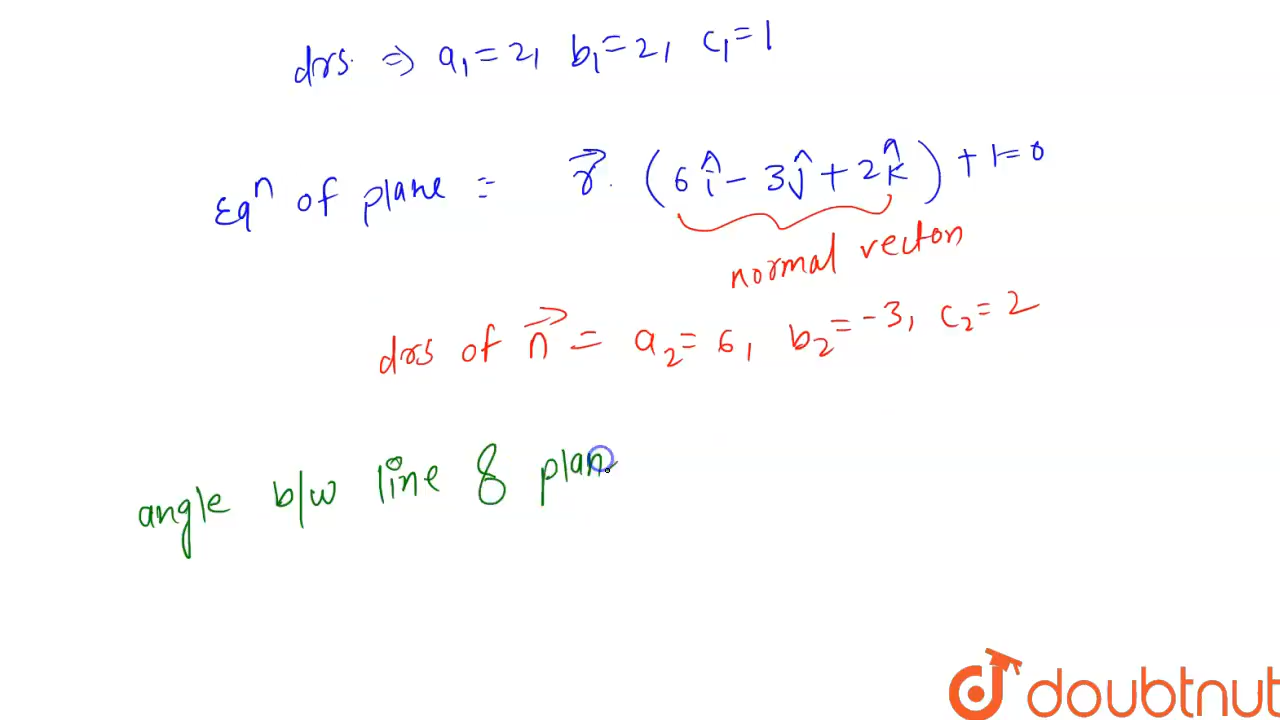 drs. ⇒ a₁=2, b₁=2, c₁=1
Eqⁿ of plane = r⃗. (6î - 3ĵ + 2k̂) + 1=0
normal vector
drs of n⃗ = a₂= 6, b₂= -3, c₂= 2
angle b/w line & plan
doubtnut